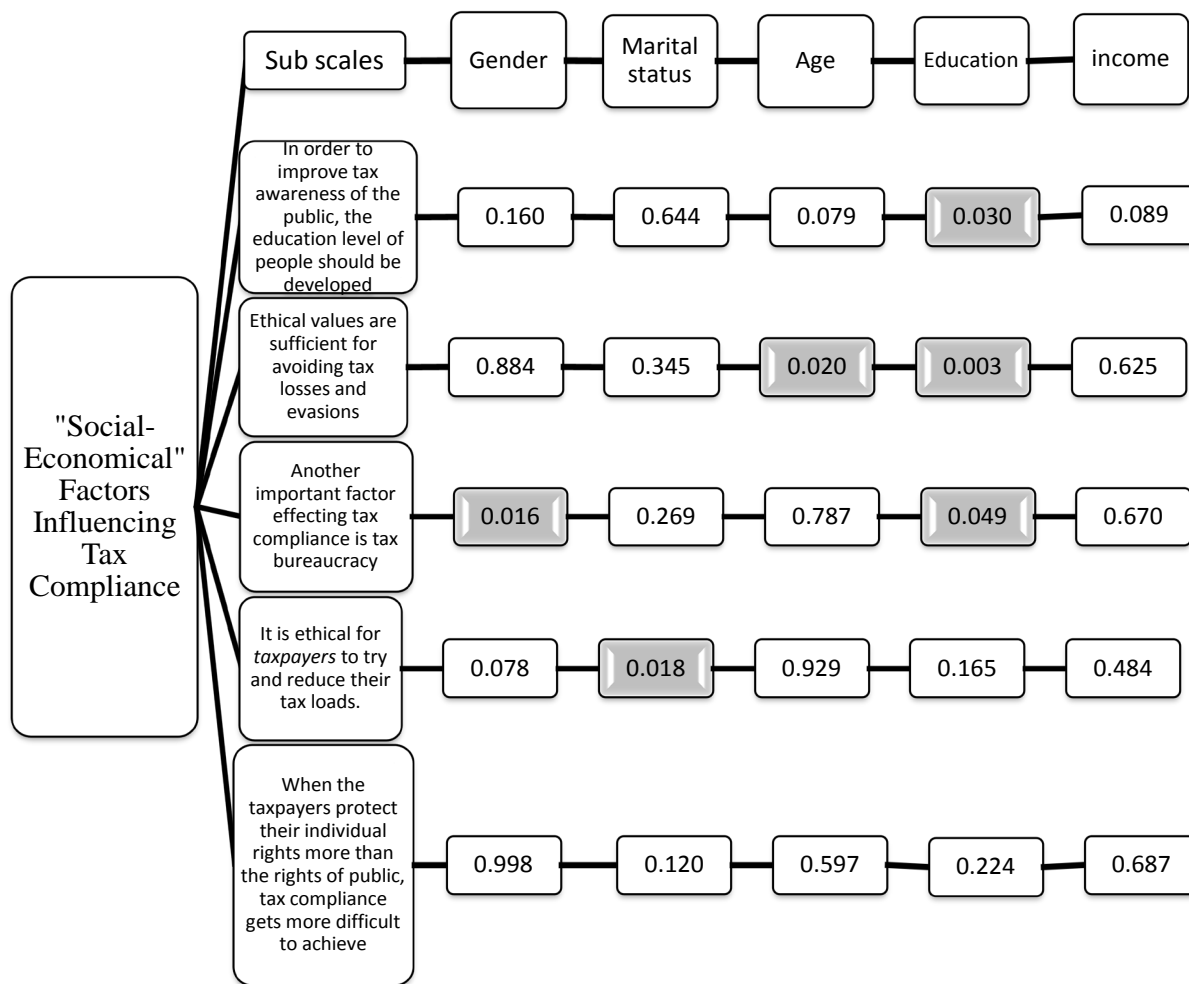 Sub scales
Gender
Marital
status
Age
Education
income
"Social-
Economical"
Factors
Influencing
Tax
Compliance
In order to
improve tax
awareness of the
public, the
education level of
people should be
developed
0.160
0.644
0.079
0.030
0.089
Ethical values are
sufficient for
avoiding tax
losses and
evasions
0.884
0.345
0.020
0.003
0.625
Another
important factor
effecting tax
compliance is tax
bureaucracy
0.016
0.269
0.787
0.049
0.670
It is ethical for
taxpayers to try
and reduce their
tax loads.
0.078
0.018
0.929
0.165
0.484
When the
taxpayers protect
their individual
rights more than
the rights of public,
tax compliance
gets more difficult
to achieve
0.998
0.120
0.597
0.224
0.687